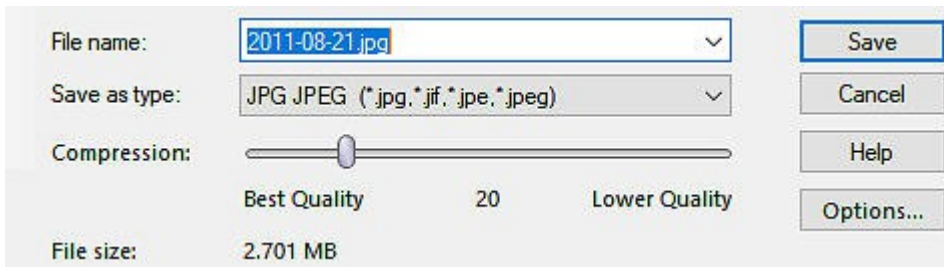 File name: 2011-08-21.jpg Save
Save as type: JPG JPEG (*.jpg,*.jif,*.jpe,*.jpeg) Cancel
Compression: Help
Best Quality 20 Lower Quality Options...
File size: 2.701 MB